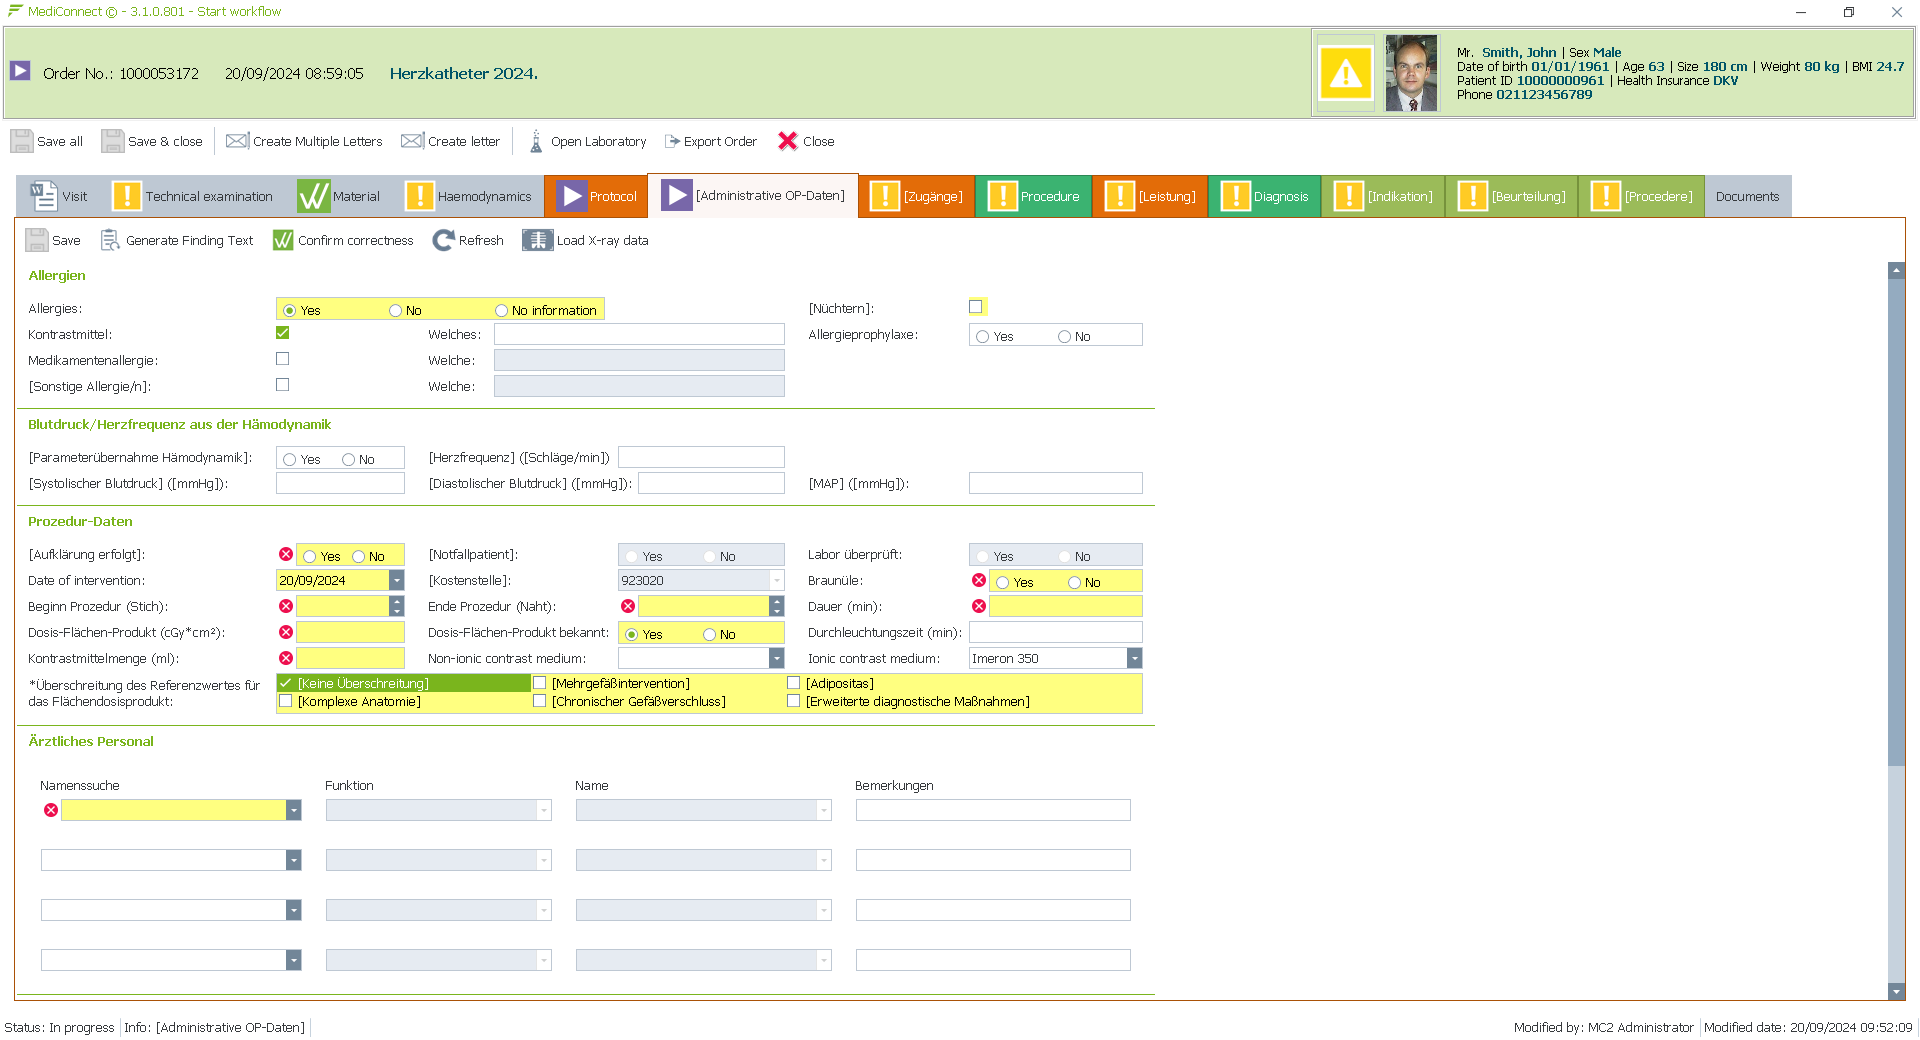 MediConnect © - 3.1.0.801 - Start workflow
Order No.: 1000053172 20/09/2024 08:59:05 Herzkatheter 2024.
Mr. Smith, John | Sex Male
Date of birth 01/01/1961 | Age 63 | Size 180 cm | Weight 80 kg | BMI 24.7
Patient ID 10000000961 | Health Insurance DKV
Phone 021123456789
Save all Save & close Create Multiple Letters Create letter Open Laboratory Export Order Close
Visit Technical examination Material Haemodynamics Protocol [Administrative OP-Daten] [Zugänge] Procedure [Leistung] Diagnosis [Indikation] [Beurteilung] [Procedere] Documents
Save Generate Finding Text Confirm correctness Refresh Load X-ray data
Allergien
Allergies: Yes No No information [Nüchtern]:
Kontrastmittel: Welches: Allergieprophylaxe: Yes No
Medikamentenallergie: Welche:
[Sonstige Allergie/n]: Welche:
Blutdruck/Herzfrequenz aus der Hämodynamik
[Parameterübernahme Hämodynamik]: Yes No [Herzfrequenz] ([Schläge/min])
[Systolischer Blutdruck] ([mmHg]): [Diastolischer Blutdruck] ([mmHg]): [MAP] ([mmHg]):
Prozedur-Daten
[Aufklärung erfolgt]: Yes No [Notfallpatient]: Yes No Labor überprüft: Yes No
Date of intervention: 20/09/2024 [Kostenstelle]: 923020 Braunüle: Yes No
Beginn Prozedur (Stich): Ende Prozedur (Naht): Dauer (min):
Dosis-Flächen-Produkt (cGy*cm²): Dosis-Flächen-Produkt bekannt: Yes No Durchleuchtungszeit (min):
Kontrastmittelmenge (ml): Non-ionic contrast medium: Ionic contrast medium: Imeron 350
*Überschreitung des Referenzwertes für das Flächendosisprodukt: [Keine Überschreitung] [Mehrgefäßintervention] [Adipositas]
[Komplexe Anatomie] [Chronischer Gefäßverschluss] [Erweiterte diagnostische Maßnahmen]
Ärztliches Personal
Namenssuche Funktion Name Bemerkungen
Status: In progress Info: [Administrative OP-Daten] Modified by: MC2 Administrator Modified date: 20/09/2024 09:52:09